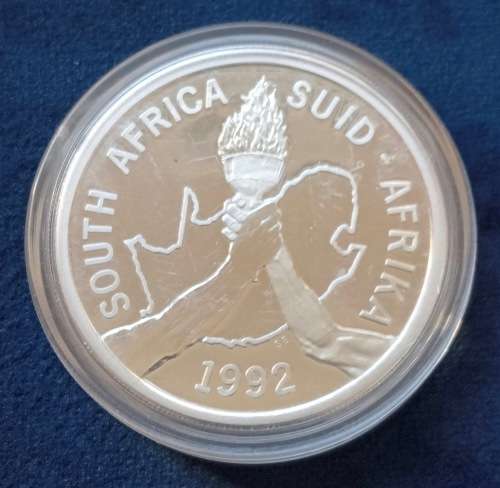 SOUTH AFRICA SUID - AFRIKA
1992